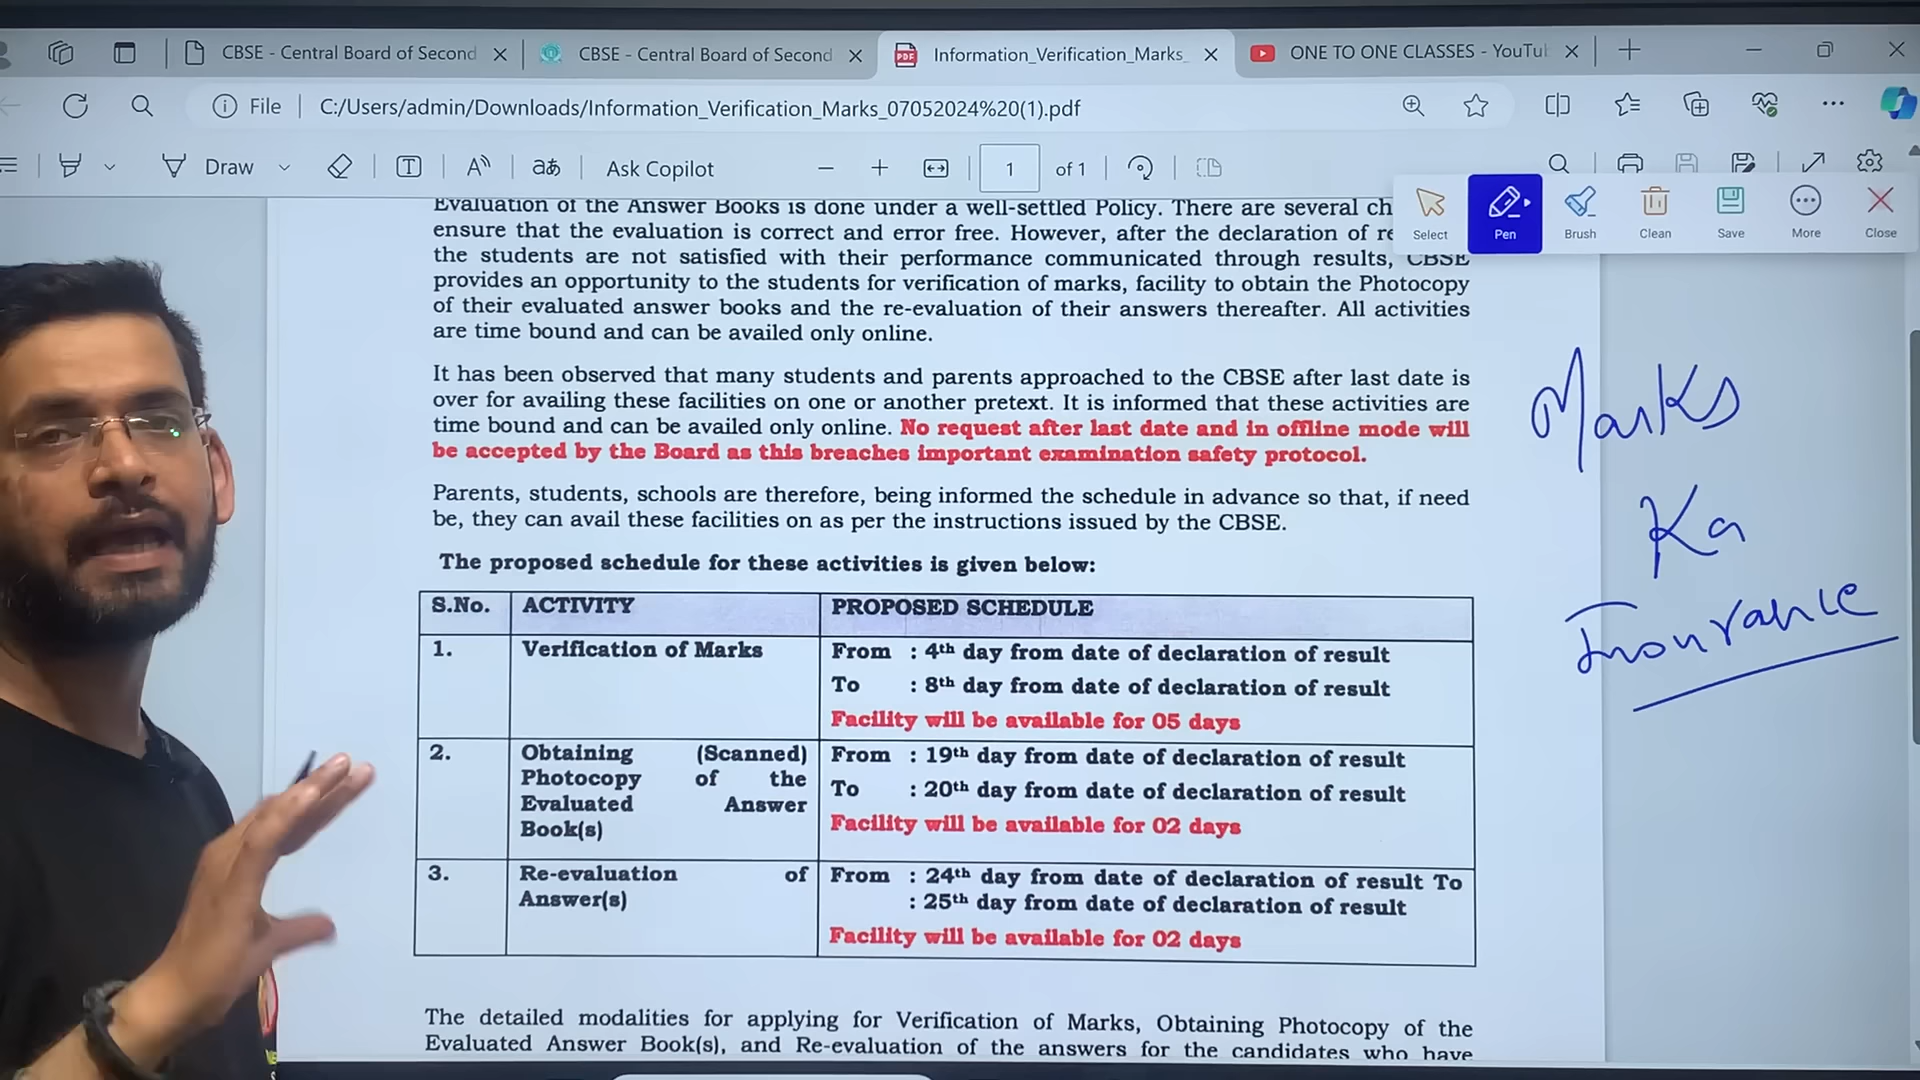 CBSE - Central Board of Second
CBSE - Central Board of Second
Information_Verification_Marks_
ONE TO ONE CLASSES - YouTu
File
C:/Users/admin/Downloads/Information_Verification_Marks_07052024%20(1).pdf
Draw
Ask Copilot
1 of 1
Select
Pen
Brush
Clean
Save
More
Close
Evaluation of the Answer Books is done under a well-settled Policy. There are several ch
ensure that the evaluation is correct and error free. However, after the declaration of re
the students are not satisfied with their performance communicated through results, CBSE
provides an opportunity to the students for verification of marks, facility to obtain the Photocopy
of their evaluated answer books and the re-evaluation of their answers thereafter. All activities
are time bound and can be availed only online.
It has been observed that many students and parents approached to the CBSE after last date is
over for availing these facilities on one or another pretext. It is informed that these activities are
time bound and can be availed only online. No request after last date and in offline mode will
be accepted by the Board as this breaches important examination safety protocol.
Parents, students, schools are therefore, being informed the schedule in advance so that, if need
be, they can avail these facilities on as per the instructions issued by the CBSE.
The proposed schedule for these activities is given below:
S.No. ACTIVITY PROPOSED SCHEDULE
1. Verification of Marks
From : 4th day from date of declaration of result
To : 8th day from date of declaration of result
Facility will be available for 05 days
2. Obtaining (Scanned)
Photocopy of the
Evaluated Answer
Book(s)
From : 19th day from date of declaration of result
To : 20th day from date of declaration of result
Facility will be available for 02 days
3. Re-evaluation of
Answer(s)
From : 24th day from date of declaration of result To
: 25th day from date of declaration of result
Facility will be available for 02 days
The detailed modalities for applying for Verification of Marks, Obtaining Photocopy of the
Evaluated Answer Book(s), and Re-evaluation of the answers for the candidates who have
Marks
Ka
Insurance